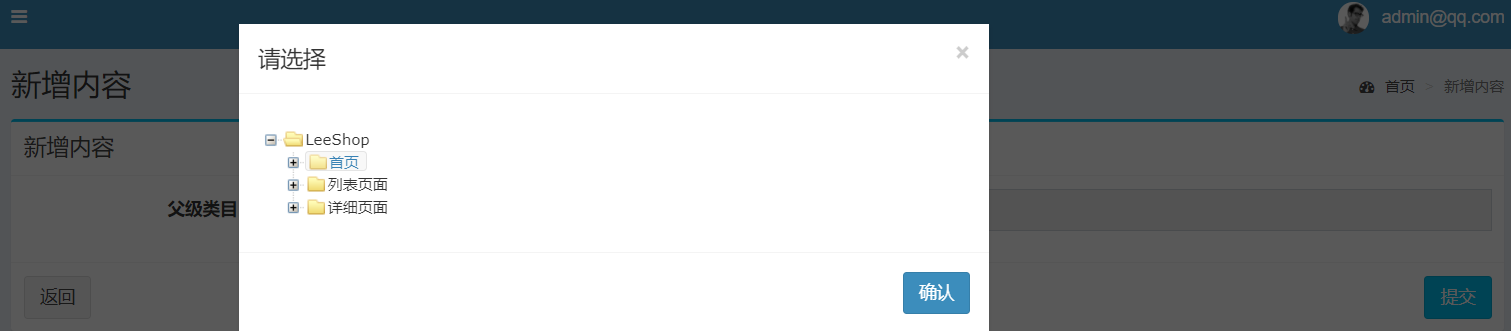 admin@qq.com
请选择
×
新增内容
首页 > 新增内容
新增内容
LeeShop
首页
列表页面
详细页面
父级类目
返回
确认
提交